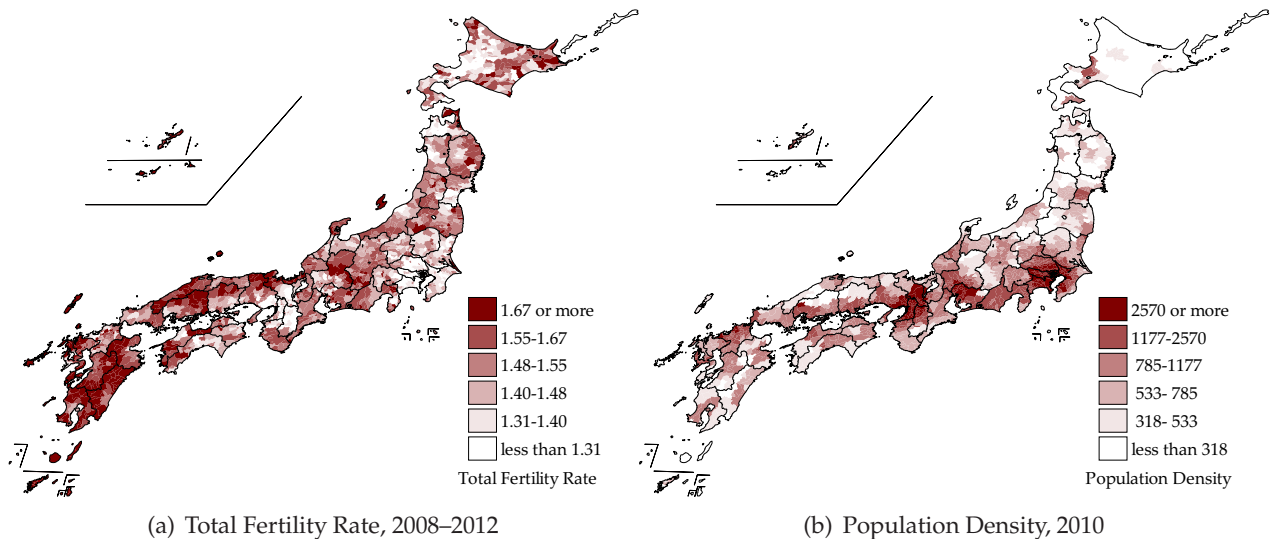 1.67 or more
1.55-1.67
1.48-1.55
1.40-1.48
1.31-1.40
less than 1.31
Total Fertility Rate
(a) Total Fertility Rate, 2008–2012
2570 or more
1177-2570
785-1177
533- 785
318- 533
less than 318
Population Density
(b) Population Density, 2010